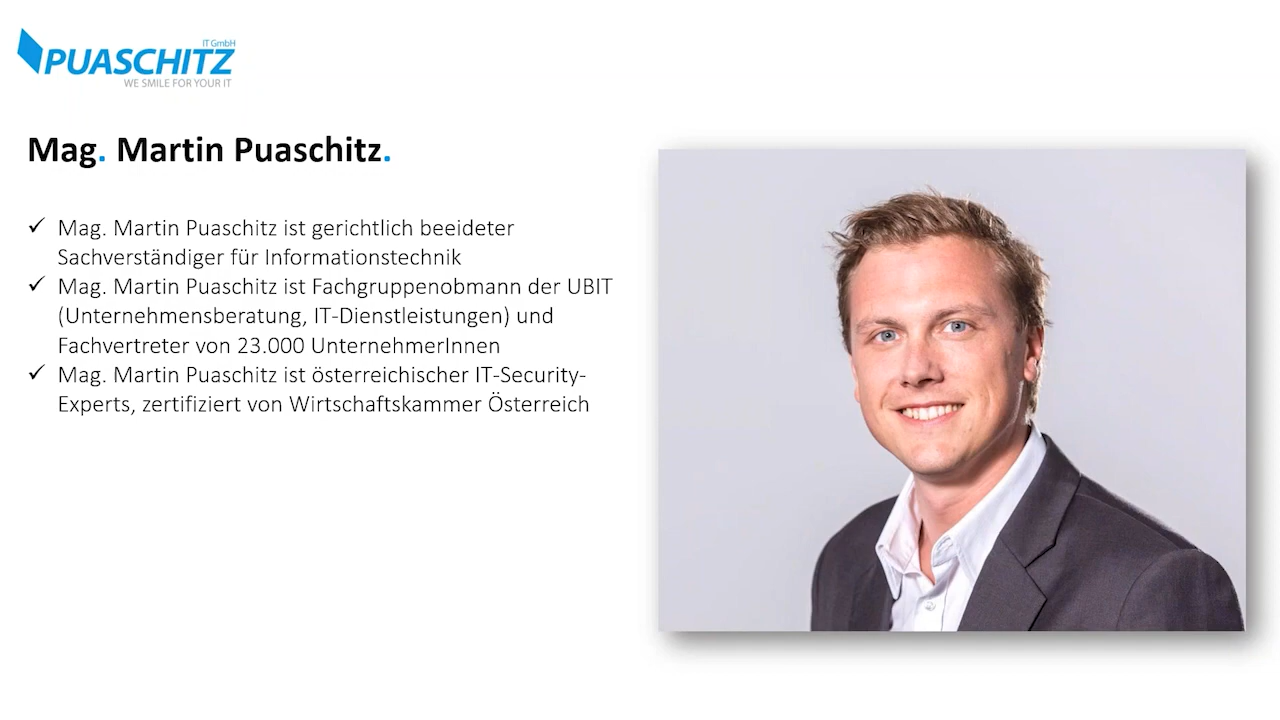 IT GmbH
PUASCHITZ
WE SMILE FOR YOUR IT
Mag. Martin Puaschitz.
✓ Mag. Martin Puaschitz ist gerichtlich beeideter
Sachverständiger für Informationstechnik
✓ Mag. Martin Puaschitz ist Fachgruppenobmann der UBIT
(Unternehmensberatung, IT-Dienstleistungen) und
Fachvertreter von 23.000 UnternehmerInnen
✓ Mag. Martin Puaschitz ist österreichischer IT-Security-
Experts, zertifiziert von Wirtschaftskammer Österreich